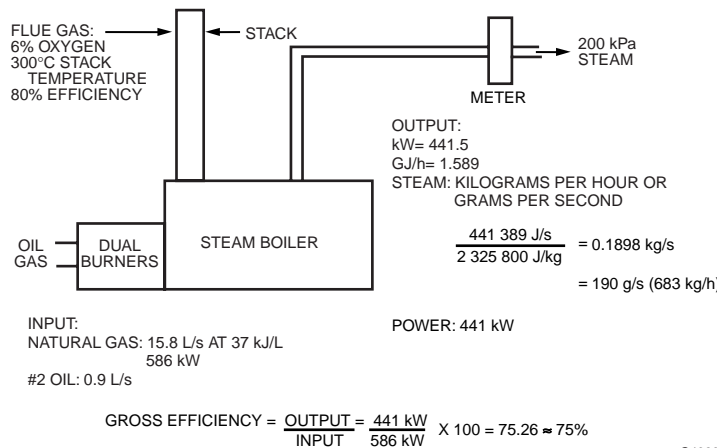 FLUE GAS:
6% OXYGEN
300°C STACK
TEMPERATURE
80% EFFICIENCY
STACK
200 kPa
STEAM
METER
OUTPUT:
kW= 441.5
GJ/h= 1.589
STEAM: KILOGRAMS PER HOUR OR
GRAMS PER SECOND
441 389 J/s
2 325 800 J/kg
= 0.1898 kg/s
= 190 g/s (683 kg/h)
OIL
GAS
DUAL
BURNERS
STEAM BOILER
INPUT:
NATURAL GAS: 15.8 L/s AT 37 kJ/L
586 kW
#2 OIL: 0.9 L/s
POWER: 441 kW
GROSS EFFICIENCY = OUTPUT / INPUT = 441 kW / 586 kW X 100 = 75.26 ≈ 75%